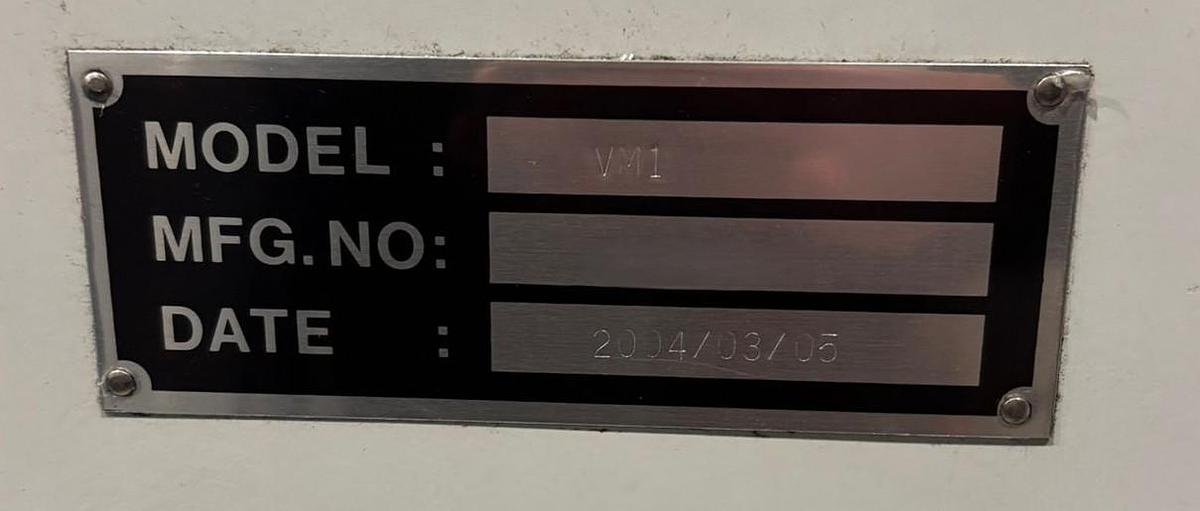 MODEL : VM1
MFG. NO:
DATE : 2004/03/05